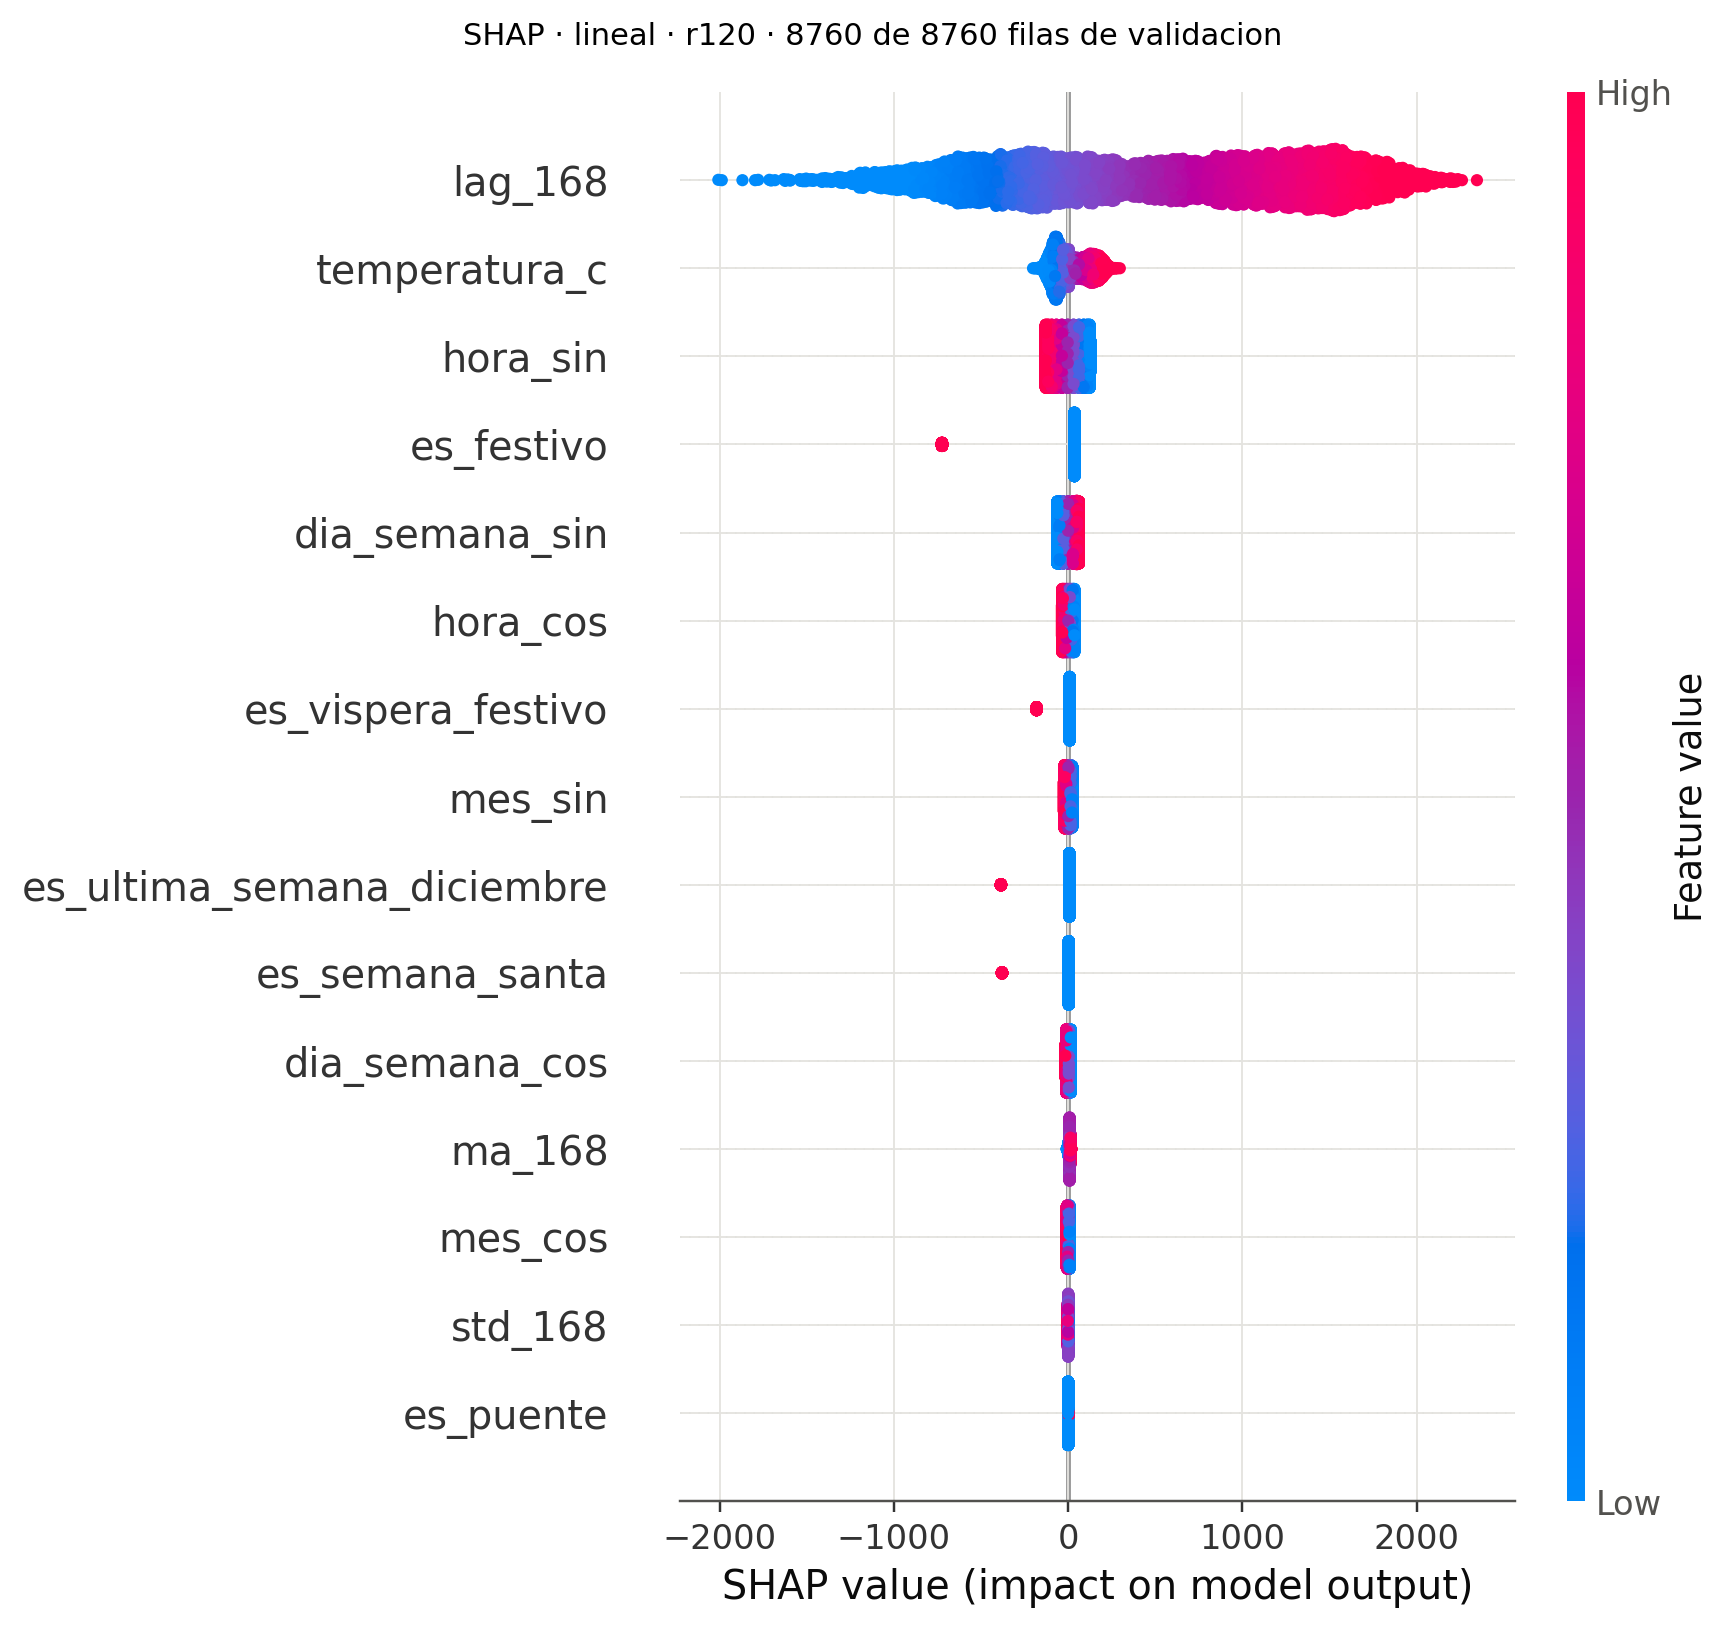 SHAP · lineal · r120 · 8760 de 8760 filas de validacion
High
lag_168
temperatura_c
hora_sin
es_festivo
dia_semana_sin
hora_cos
es_vispera_festivo
mes_sin
es_ultima_semana_diciembre
es_semana_santa
dia_semana_cos
ma_168
mes_cos
std_168
es_puente
Feature value
Low
−2000 −1000 0 1000 2000
SHAP value (impact on model output)